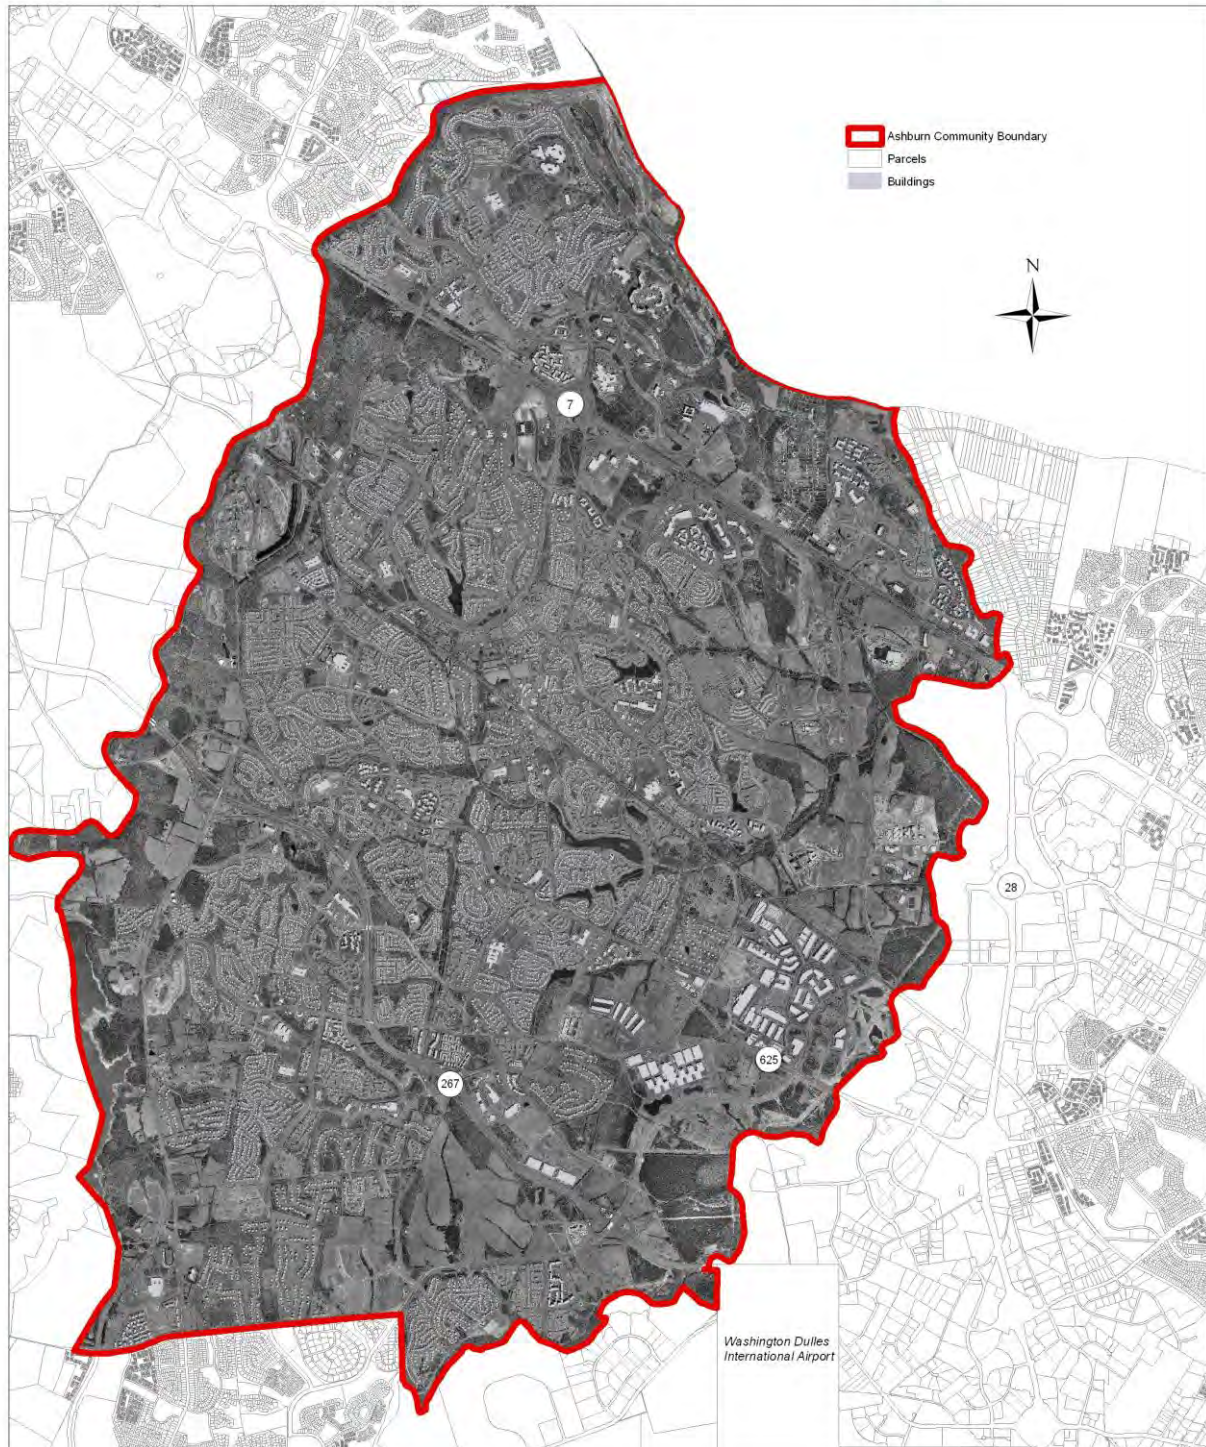 Ashburn Community Boundary
Parcels
Buildings
N
7
28
625
267
Washington Dulles
International Airport